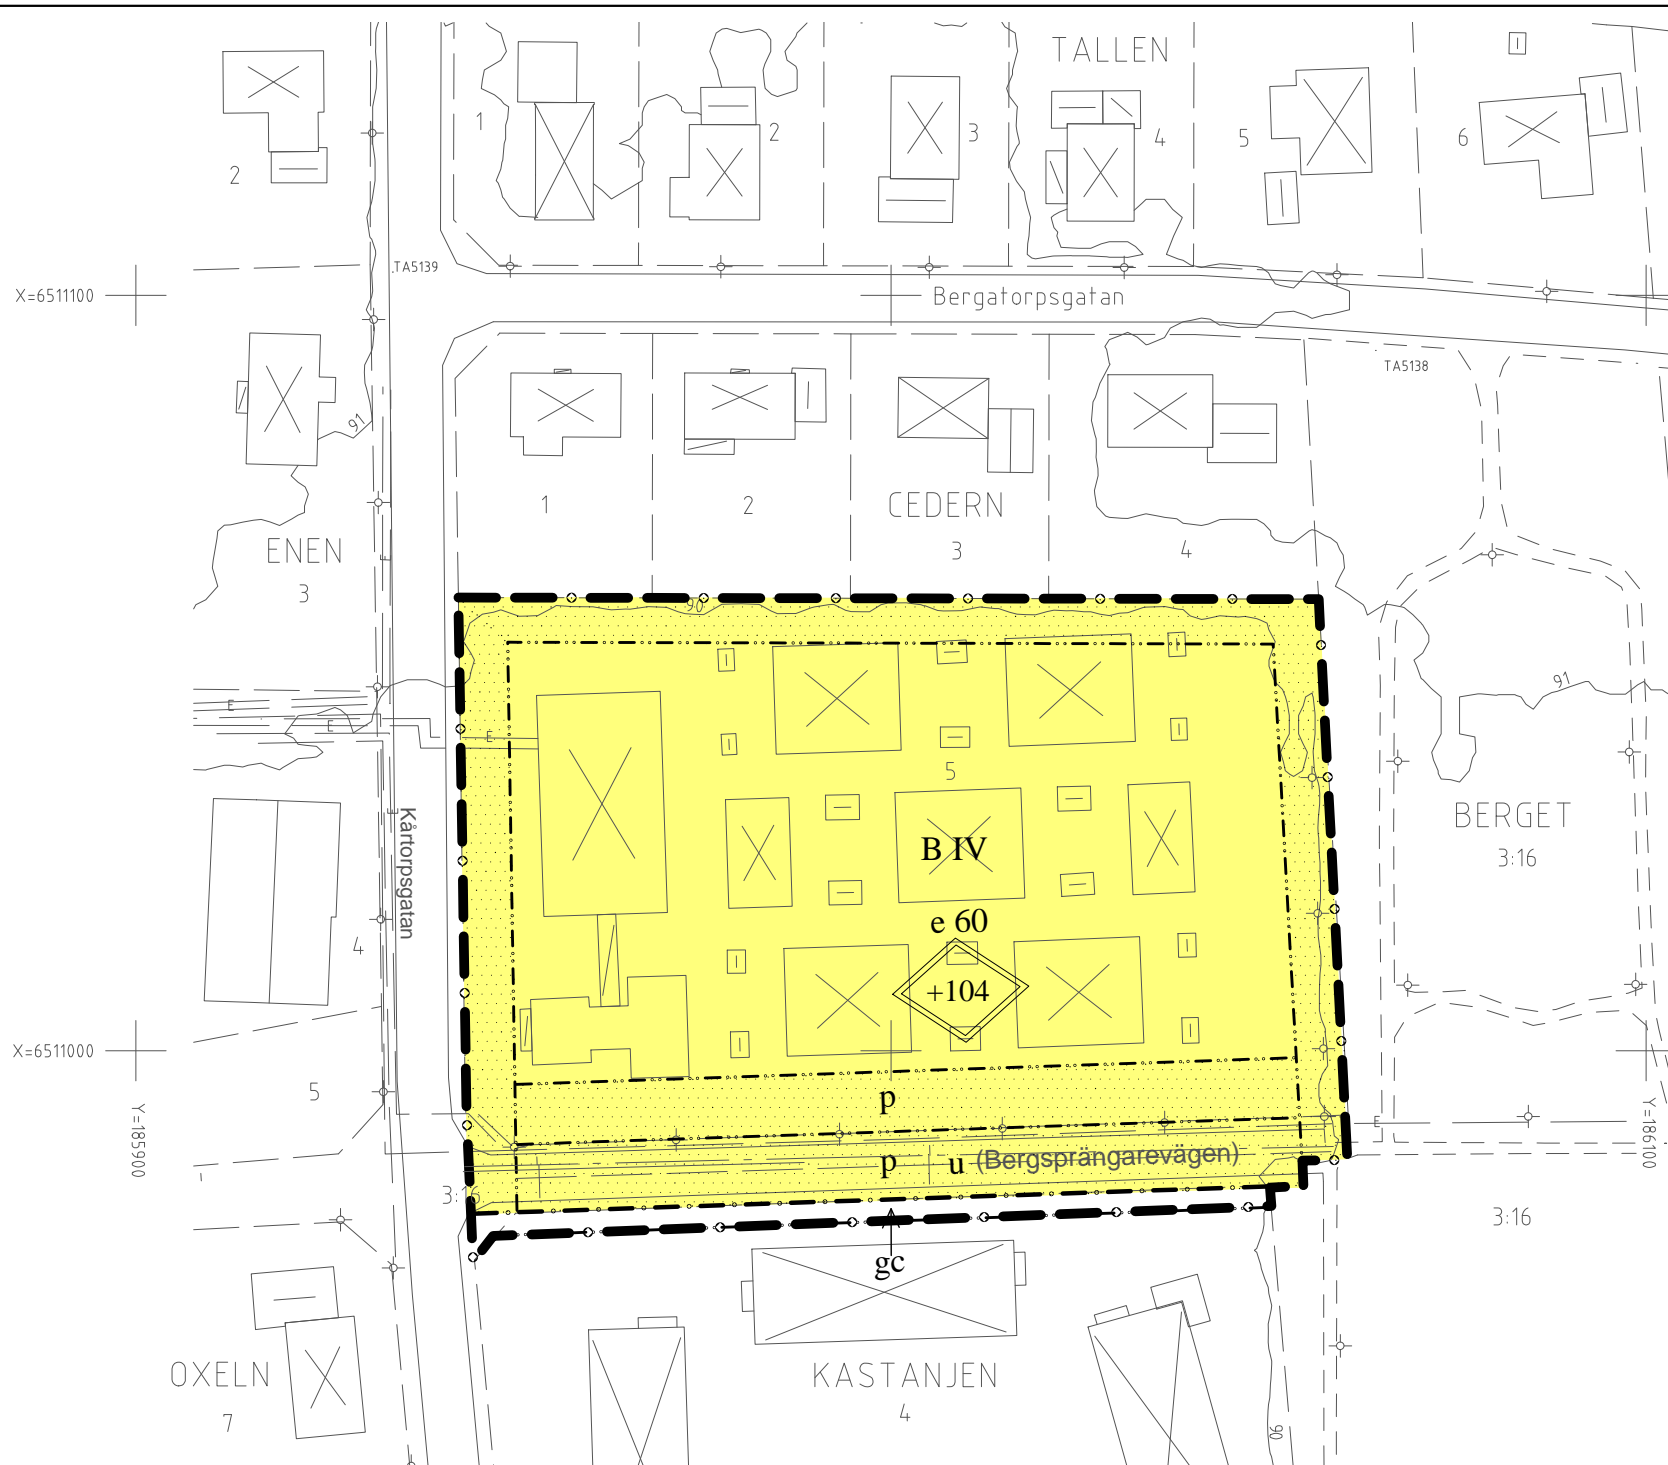 TALLEN
1
2
2
3
4
5
6
TA5139
X=6511100
Bergatorpsgatan
TA5138
91
1
2
CEDERN
3
4
ENEN
3
90
E
E
E
E
91
5
BERGET
3:16
B IV
Kårtorpsgatan
e 60
4
+104
X=6511000
5
p
E
Y=185900
Y=186100
p
u (Bergsprängarevägen)
3:16
3:16
gc
OXELN
7
KASTANJEN
4
90